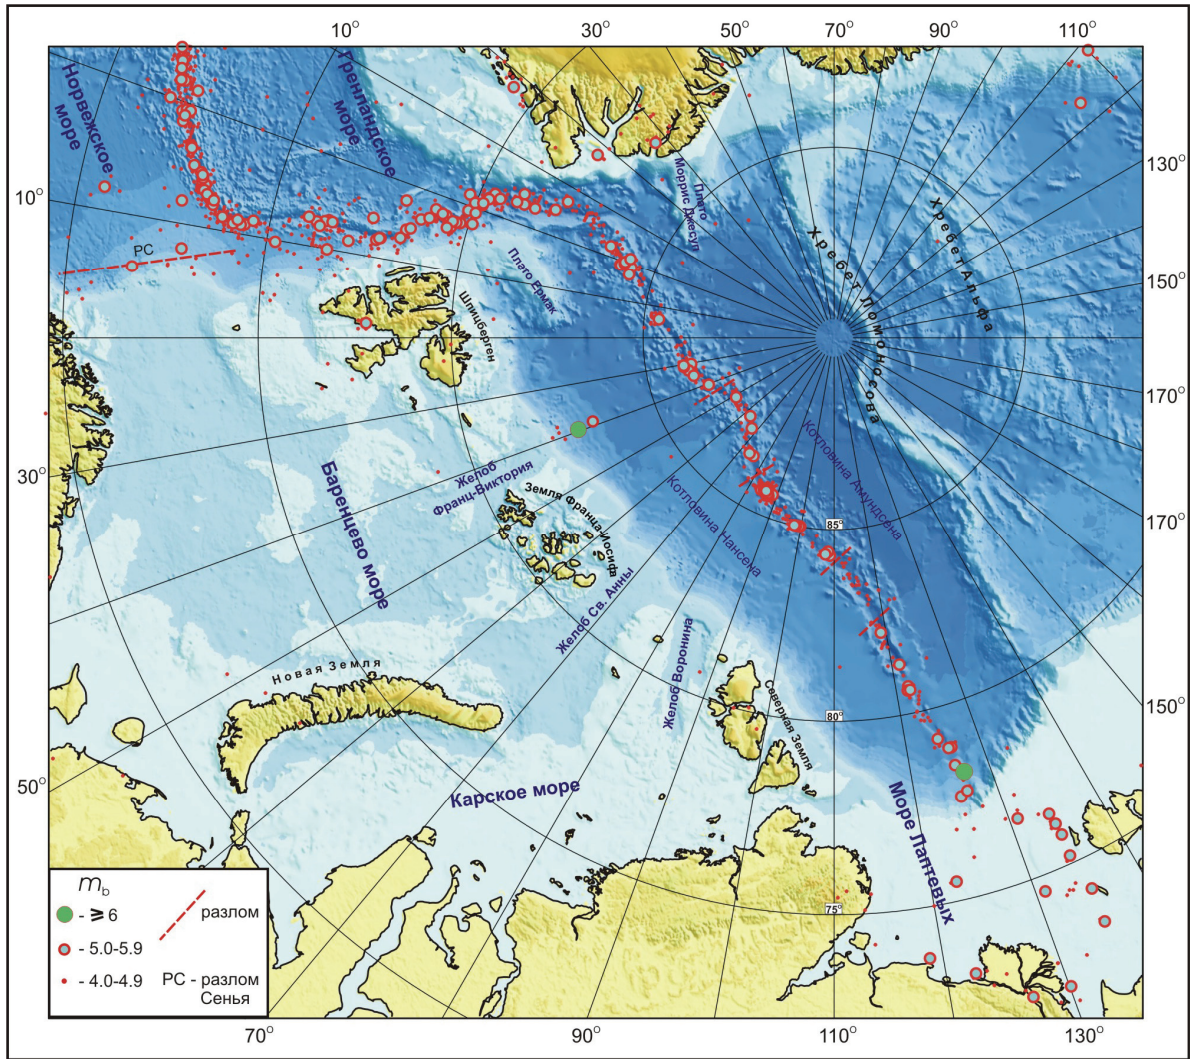 10°
30°
50°
70°
90°
110°
Норвежское
море
Гренландское
море
130°
10°
Плато
Моррис Джесуп
Хребет Альфа
Хребет Ломоносова
РС
Плато Ермак
150°
Шпицберген
170°
Котловина Амундсена
30°
Желоб
Франц-Виктория
Баренцево море
Земля Франца-Иосифа
Котловина Нансена
170°
85°
Желоб Св. Анны
Желоб Воронина
Новая Земля
Северная Земля
80°
150°
50°
Карское море
Море Лаптевых
75°
mb
- ⩾ 6
разлом
- 5.0-5.9
- 4.0-4.9
РС - разлом
Сенья
70°
90°
110°
130°